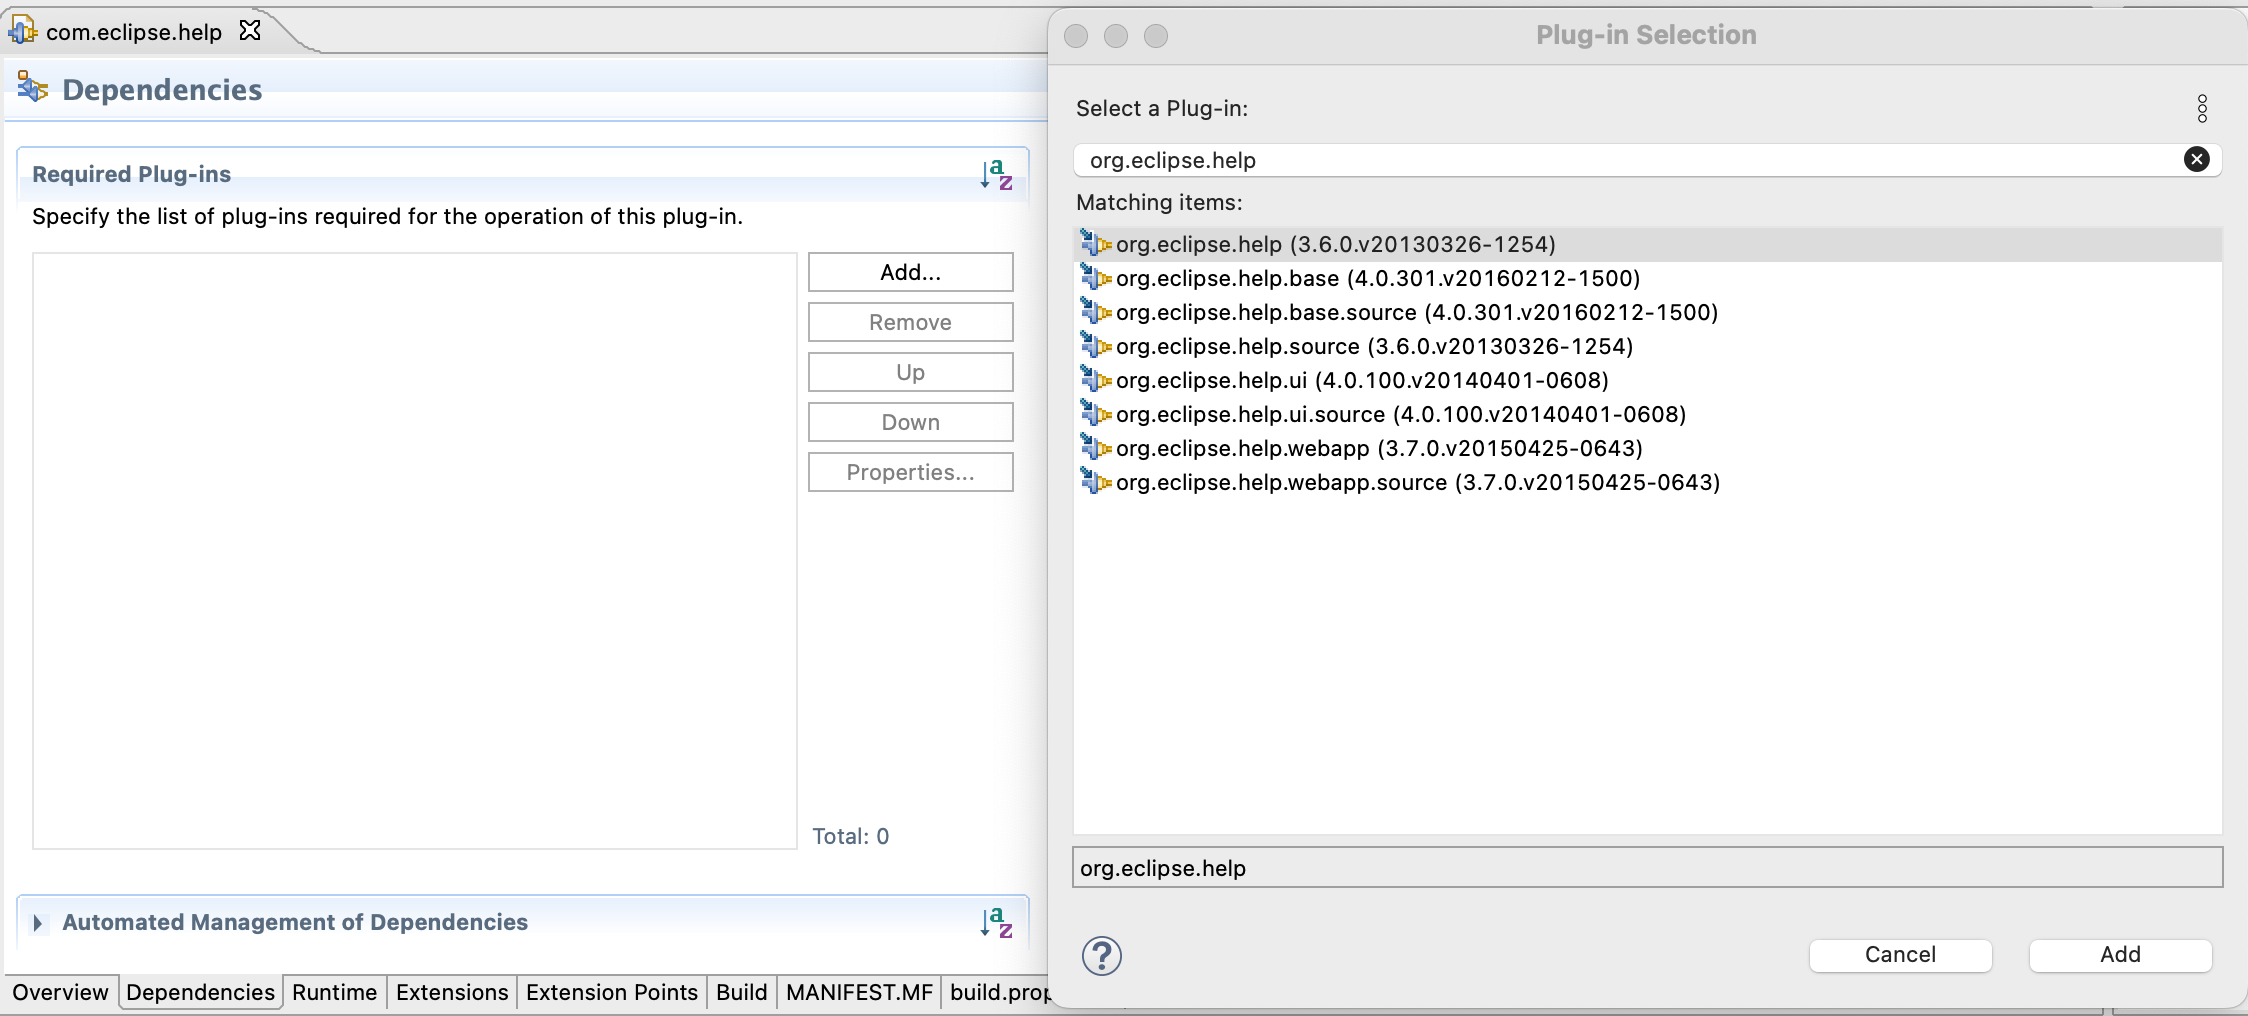 com.eclipse.help
Dependencies
Required Plug-ins
Specify the list of plug-ins required for the operation of this plug-in.
Add...
Remove
Up
Down
Properties...
Total: 0
Automated Management of Dependencies
Overview Dependencies Runtime Extensions Extension Points Build MANIFEST.MF build.prop
Plug-in Selection
Select a Plug-in:
org.eclipse.help
Matching items:
org.eclipse.help (3.6.0.v20130326-1254)
org.eclipse.help.base (4.0.301.v20160212-1500)
org.eclipse.help.base.source (4.0.301.v20160212-1500)
org.eclipse.help.source (3.6.0.v20130326-1254)
org.eclipse.help.ui (4.0.100.v20140401-0608)
org.eclipse.help.ui.source (4.0.100.v20140401-0608)
org.eclipse.help.webapp (3.7.0.v20150425-0643)
org.eclipse.help.webapp.source (3.7.0.v20150425-0643)
org.eclipse.help
?
Cancel Add